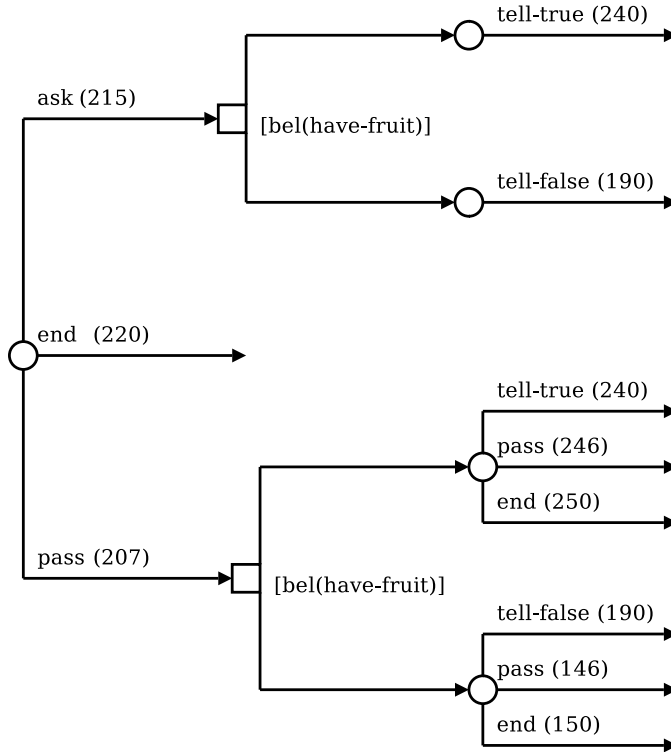 tell-true (240)
ask (215)
[bel(have-fruit)]
tell-false (190)
end (220)
tell-true (240)
pass (246)
end (250)
pass (207)
[bel(have-fruit)]
tell-false (190)
pass (146)
end (150)